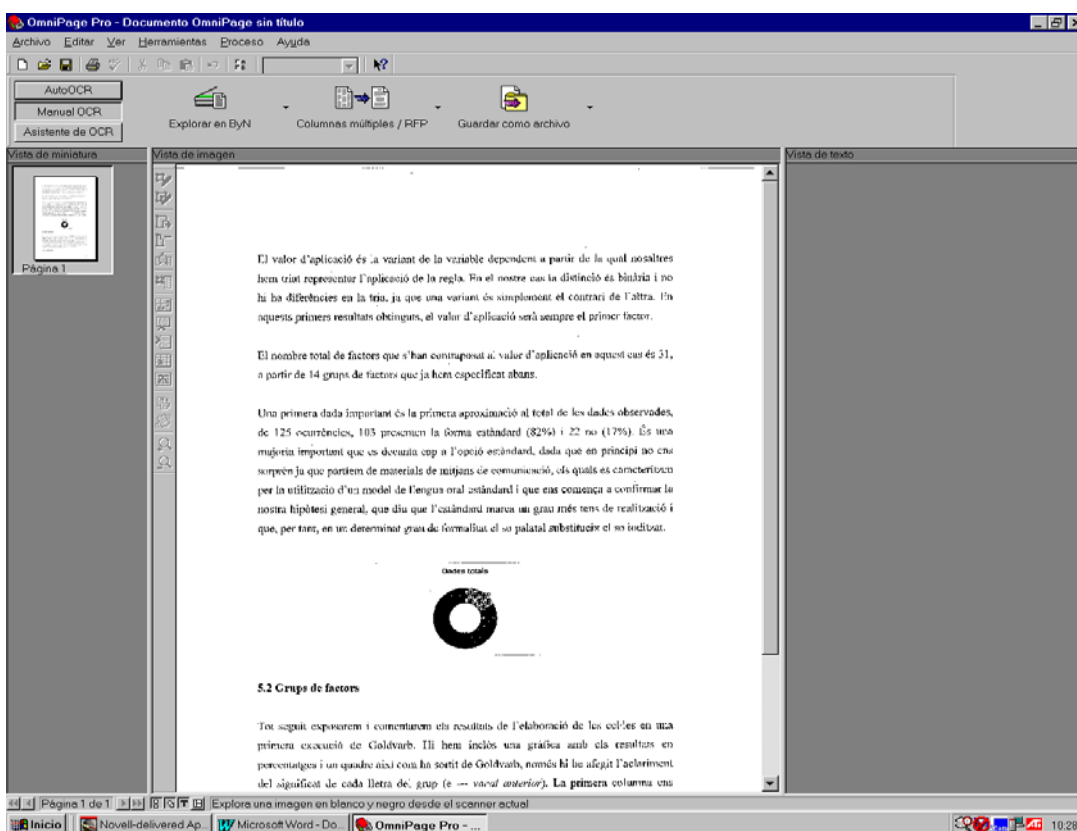 OmniPage Pro - Documento OmniPage sin título
Archivo Editar Ver Herramientas Proceso Ayuda
AutoOCR
Manual OCR
Asistente de OCR
Explorar en ByN
Columnas múltiples / RFP
Guardar como archivo
Vista de miniatura
Vista de imagen
Vista de texto
Página 1
El valor d'aplicació és la variant de la variable dependent a partir de la qual nosaltres
hem triat representar l'aplicació de la regla. En el nostre cas la distinció és binària i no
hi ha diferències en la tria, ja que una variant és simplement el contrari de l'altra. En
aquests primers resultats obtinguts, el valor d'aplicació serà sempre el primer factor.
El nombre total de factors que s'han contraposat al valor d'aplicació en aquest cas és 31,
a partir de 14 grups de factors que ja hem especificat abans.
Una primera dada important és la primera aproximació al total de les dades observades,
de 125 ocurrències, 103 presenten la forma estàndard (82%) i 22 no (17%). És una
majoria important que es decanta cap a l'opció estàndard, dada que en principi no ens
sorprèn ja que partíem de materials de mitjans de comunicació, els quals es caracteritzen
per la utilització d'un model de llengua oral estàndard i que ens comença a confirmar la
nostra hipòtesi general, que diu que l'estàndard marca un grau més tens de realització i
que, per tant, en un determinat grau de formalitat el so palatal substitueix el so ioditzat.
Dades totals
5.2 Grups de factors
Tot seguit exposarem i comentarem els resultats de l'elaboració de les cel·les en una
primera execució de Goldvarb. Hi hem inclòs una gràfica amb els resultats en
percentatges i un quadre així com ha sortit de Goldvarb, només hi he afegit l'aclariment
del significat de cada lletra del grup (e --- vocal anterior). La primera columna ens
Página 1 de 1
Explora una imagen en blanco y negro desde el scanner actual
Inicio
Novell-delivered Ap...
Microsoft Word - Do...
OmniPage Pro - ...
10:28